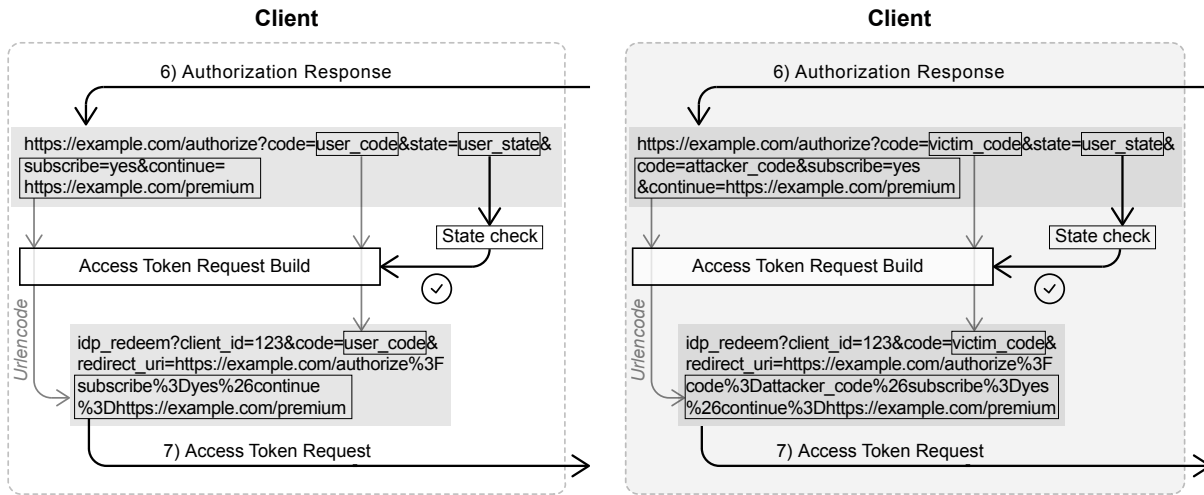 Client
6) Authorization Response
https://example.com/authorize?code=user_code&state=user_state&
subscribe=yes&continue=
https://example.com/premium
State check
Access Token Request Build
Urlencode
idp_redeem?client_id=123&code=user_code&
redirect_uri=https://example.com/authorize%3F
subscribe%3Dyes%26continue
%3Dhttps://example.com/premium
7) Access Token Request
Client
6) Authorization Response
https://example.com/authorize?code=victim_code&state=user_state&
code=attacker_code&subscribe=yes
&continue=https://example.com/premium
State check
Access Token Request Build
Urlencode
idp_redeem?client_id=123&code=victim_code&
redirect_uri=https://example.com/authorize%3F
code%3Dattacker_code%26subscribe%3Dyes
%26continue%3Dhttps://example.com/premium
7) Access Token Request